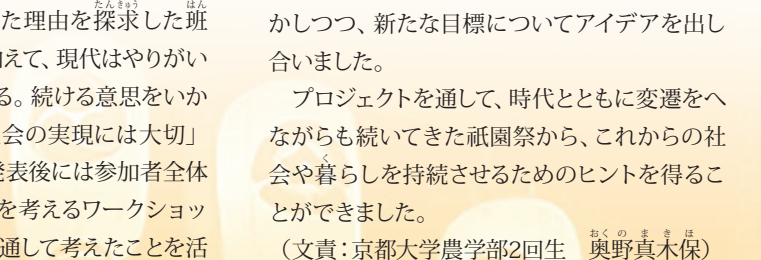 た理由を探求した班
加えて、現代はやりがい
る。続ける意思をいか
会の実現には大切」
発表後には参加者全体
を考えるワークショッ
通して考えたことを活
かしつつ、新たな目標についてアイデアを出し
合いました。
プロジェクトを通して、時代とともに変遷をへ
ながらも続いてきた祇園祭から、これからの社
会や暮らしを持続させるためのヒントを得るこ
とができました。
（文責：京都大学農学部2回生　奥野真木保）